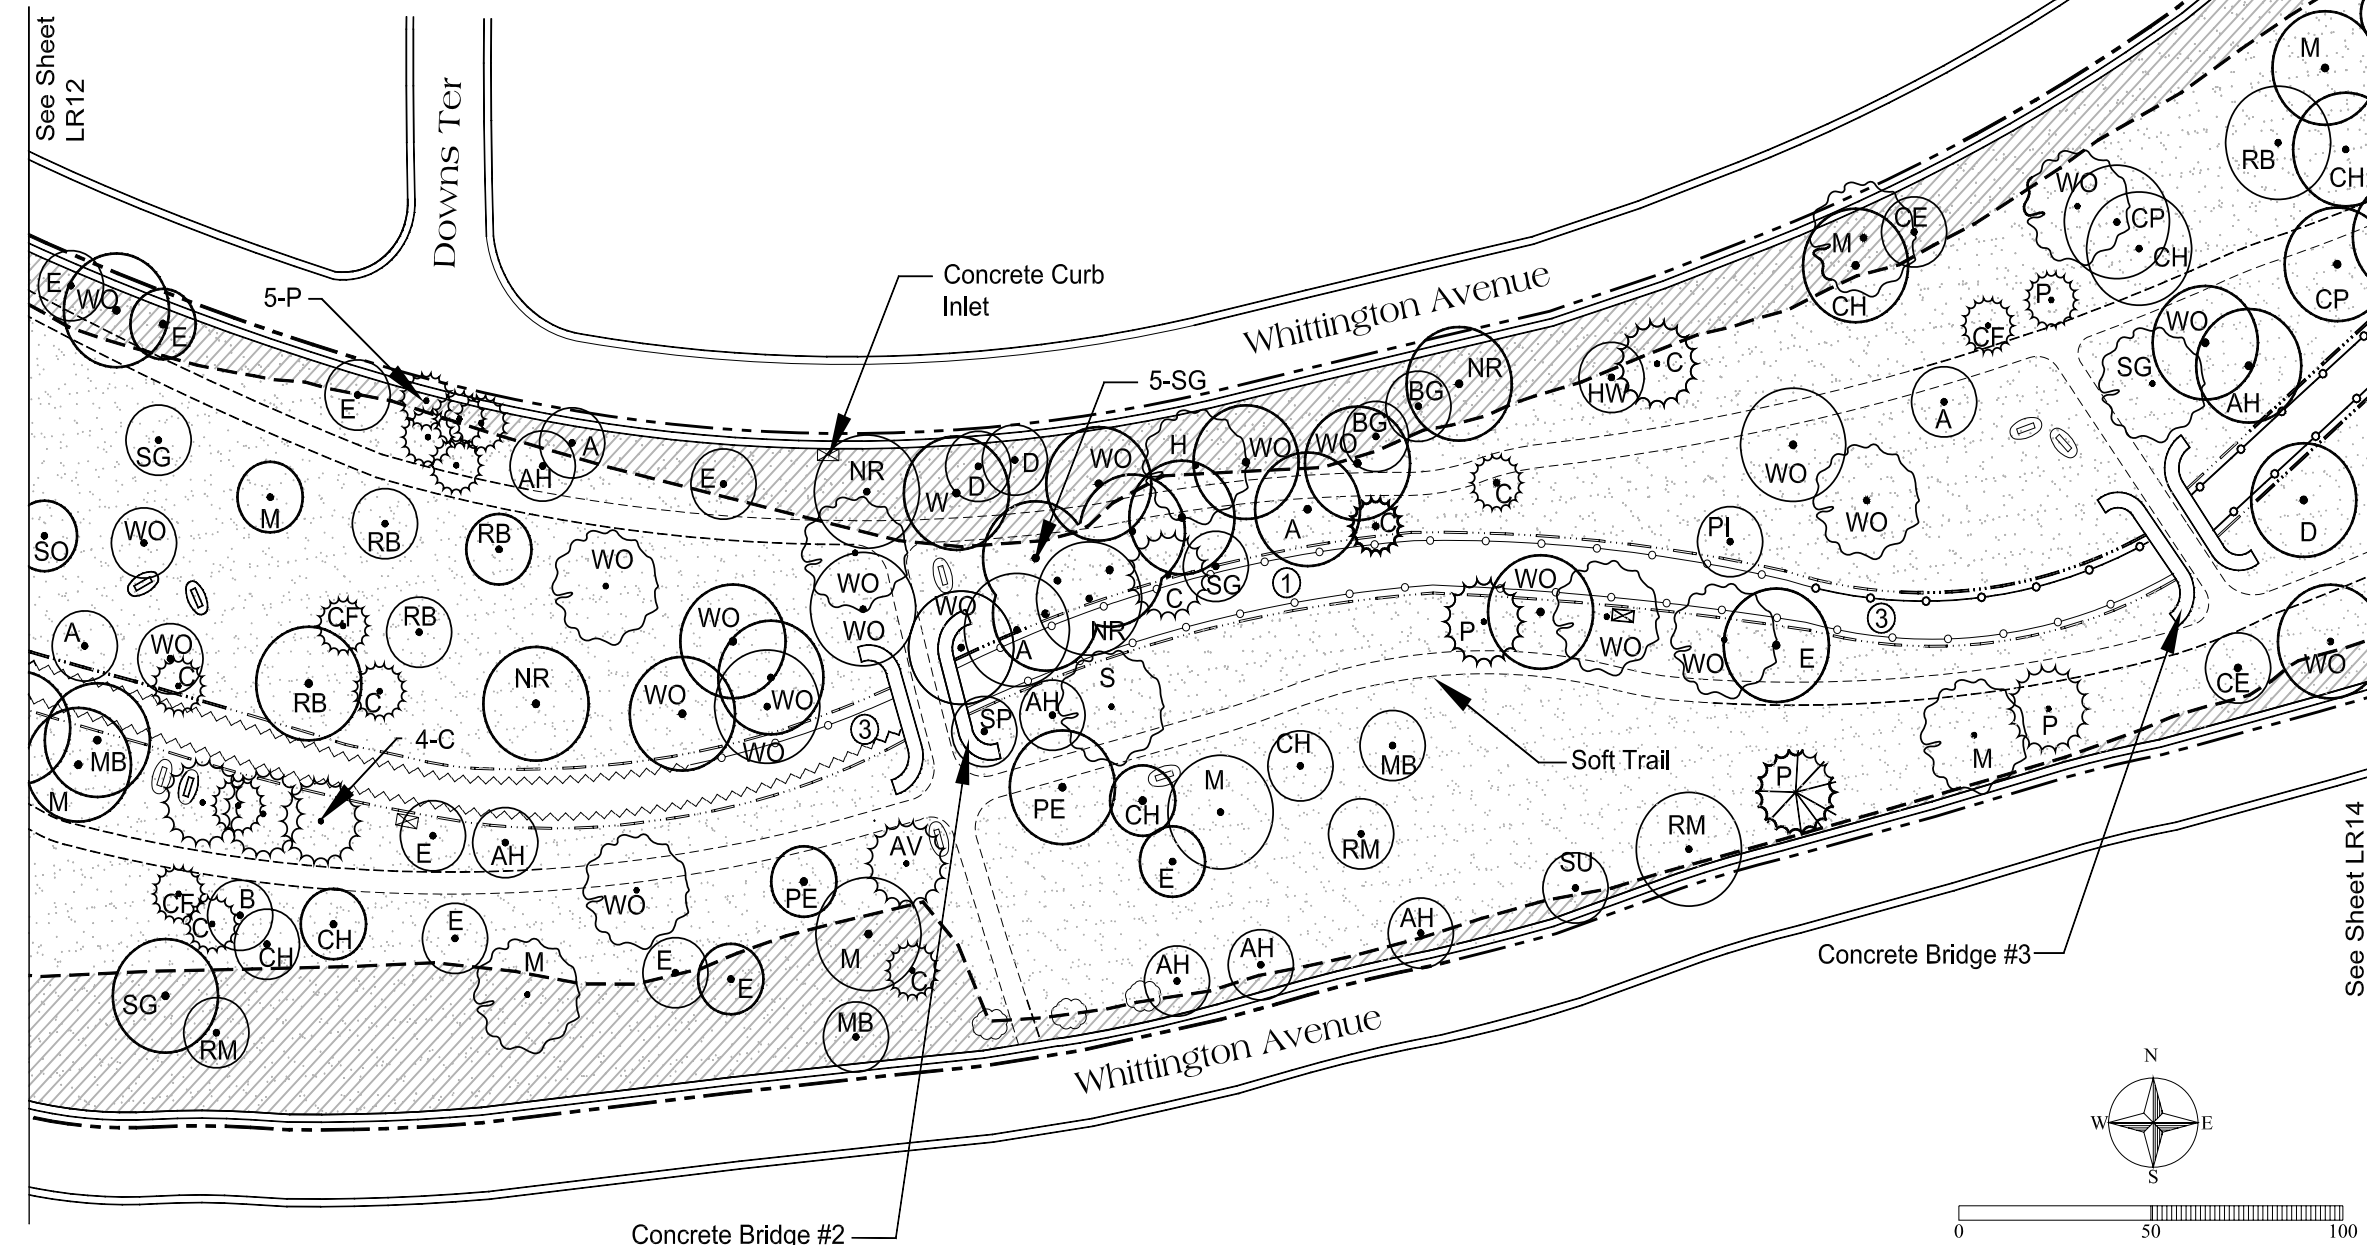 See Sheet
LR12
Downs Ter
M
RB
CH
WO
CP
CH
CE
M
CH
CP
P
CF
E
WO
E
5-P
Concrete Curb
Inlet
Whittington Avenue
WO
SG
AH
NR
C
HW
BG
BG
5-SG
E
A
AH
A
SG
M
RB
RB
SO
WO
WO
E
NR
W
D
D
WO
H
WO
WO
A
C
C
WO
WO
D
PI
SG
C
1
3
WO
WO
WO
A
NR
A
WO
C
CF
RB
RB
C
NR
WO
WO
WO
WO
P
WO
WO
WO
E
CE
WO
MB
M
4-C
3
SP
AH
S
Soft Trail
M
P
P
CH
MB
M
PE
CH
E
RM
RM
SU
E
AH
WO
PE
AV
CF
C
B
CH
CH
E
M
E
E
M
C
MB
SG
RM
AH
AH
AH
Concrete Bridge #3
See Sheet LR14
Whittington Avenue
Concrete Bridge #2
N
W
E
S
0
50
100